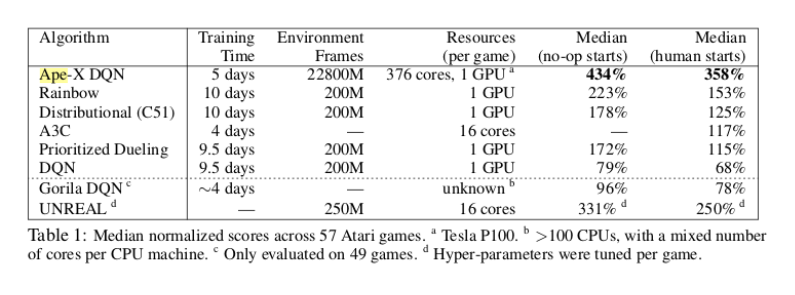 Algorithm Training Environment Resources Median Median
Time Frames (per game) (no-op starts) (human starts)
Ape-X DQN 5 days 22800M 376 cores, 1 GPU a 434% 358%
Rainbow 10 days 200M 1 GPU 223% 153%
Distributional (C51) 10 days 200M 1 GPU 178% 125%
A3C 4 days — 16 cores — 117%
Prioritized Dueling 9.5 days 200M 1 GPU 172% 115%
DQN 9.5 days 200M 1 GPU 79% 68%
Gorila DQN c ~4 days — unknown b 96% 78%
UNREAL d — 250M 16 cores 331% d 250% d
Table 1: Median normalized scores across 57 Atari games. a Tesla P100. b >100 CPUs, with a mixed number
of cores per CPU machine. c Only evaluated on 49 games. d Hyper-parameters were tuned per game.